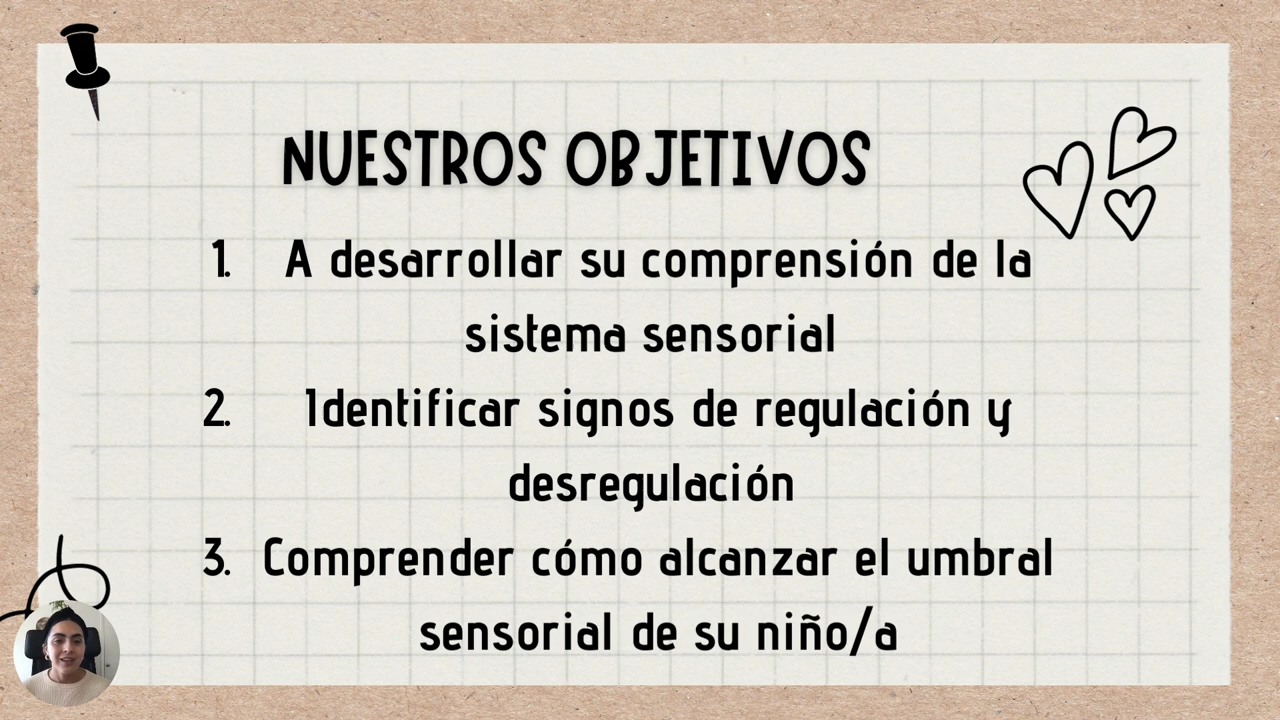 NUESTROS OBJETIVOS
1. A desarrollar su comprensión de la
sistema sensorial
2. Identificar signos de regulación y
desregulación
3. Comprender cómo alcanzar el umbral
sensorial de su niño/a